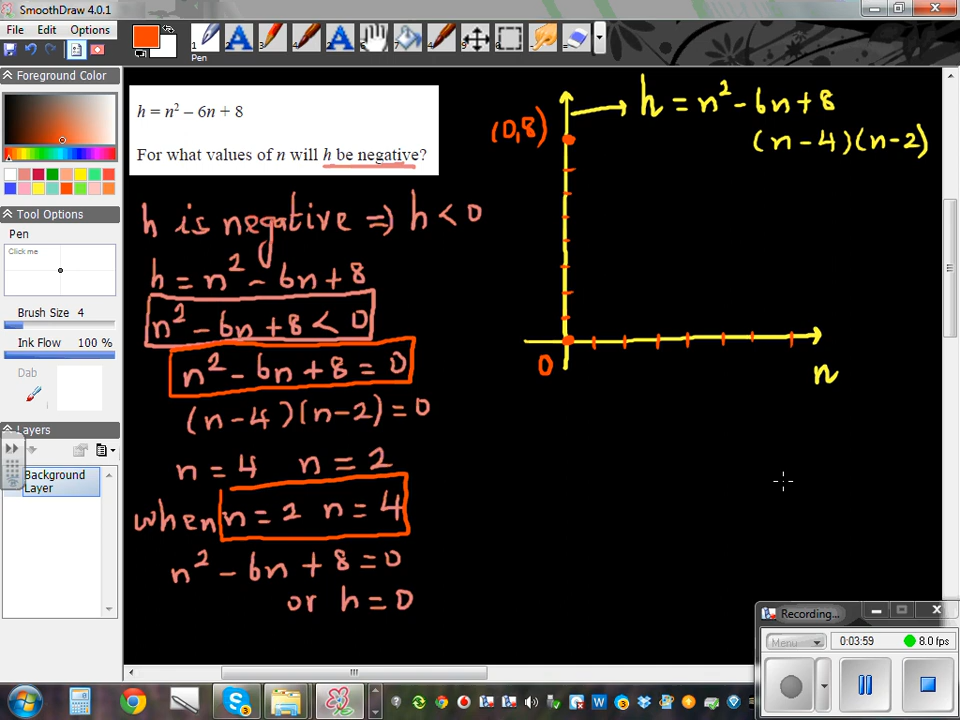 SmoothDraw 4.0.1
File Edit Options
Pen
Foreground Color
h = n² – 6n + 8
For what values of n will h be negative?
h is negative => h < 0
h = n² - 6n + 8
n² - 6n + 8 < 0
n² - 6n + 8 = 0
(n - 4)(n - 2) = 0
n = 4 n = 2
when n = 2 n = 4
n² - 6n + 8 = 0
or h = 0
(0,8)
h = n² - 6n + 8
(n - 4)(n - 2)
0
n
Tool Options
Pen
Click me
Brush Size 4
Ink Flow 100 %
Dab
Layers
Background
Layer
Recording...
Menu
0:03:59
8.0 fps